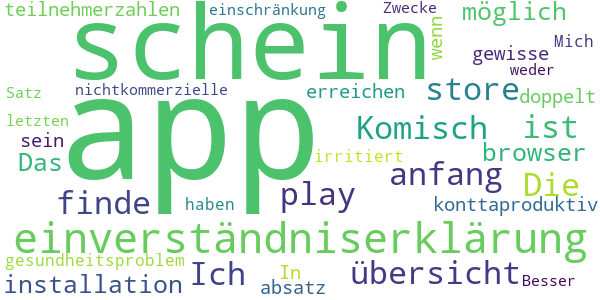 teilnehmerzahlen einschränkung Zwecke möglich
schein wenn gewisse Mich
weder
Satz nichtkommerzielle erreichen store doppelt
app
letzten Komisch ist
sein
Das irritiert browser
anfang Die
finde haben play konttaproduktiv
einverständniserklärung
gesundheitsproblem Ich In übersicht
installation absatz Besser